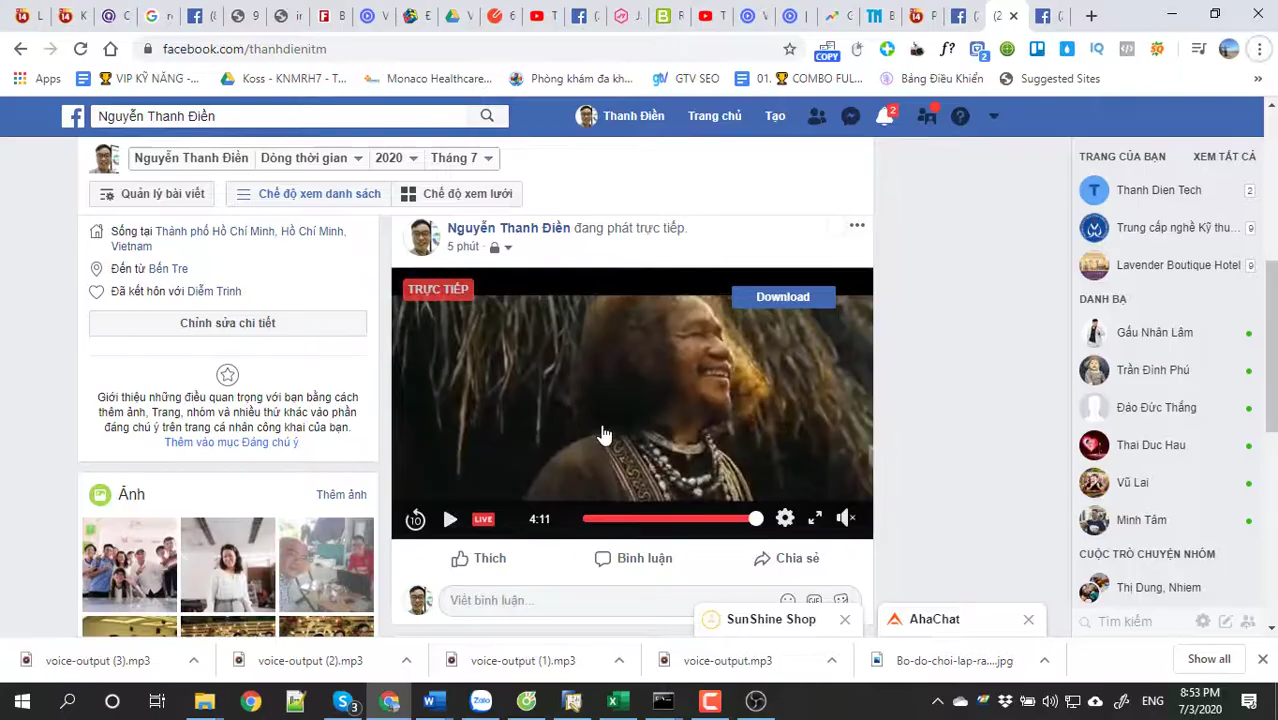 facebook.com/thanhdienitm
COPY
f?
IQ
2
Apps
VIP KỸ NĂNG -...
Koss - KNMRH7 - T...
Monaco Healthcare...
Phòng khám đa kh...
GTV SEO
01. COMBO FUL...
Bảng Điều Khiển
Suggested Sites
Nguyễn Thanh Điền
Thanh Điền
Trang chủ
Tạo
2
Nguyễn Thanh Điền
Dòng thời gian
2020
Tháng 7
Quản lý bài viết
Chế độ xem danh sách
Chế độ xem lưới
Sống tại Thành phố Hồ Chí Minh, Hồ Chí Minh,
Vietnam
Đến từ Bến Tre
Đã kết hôn với Diễm Trinh
Chỉnh sửa chi tiết
Giới thiệu những điều quan trọng với bạn bằng cách
thêm ảnh, Trang, nhóm và nhiều thứ khác vào phần
đáng chú ý trên trang cá nhân công khai của bạn.
Thêm vào mục Đáng chú ý
Ảnh
Thêm ảnh
Nguyễn Thanh Điền đang phát trực tiếp.
5 phút
TRỰC TIẾP
Download
10
LIVE
4:11
Thích
Bình luận
Chia sẻ
Viết bình luận...
GIF
TRANG CỦA BẠN
XEM TẤT CẢ
T
Thanh Dien Tech
2
Trung cấp nghề Kỹ thu...
9
Lavender Boutique Hotel
9
DANH BẠ
Gấu Nhân Lâm
Trần Đình Phú
Đào Đức Thắng
Thai Duc Hau
Vũ Lai
Minh Tâm
CUỘC TRÒ CHUYỆN NHÓM
Thị Dung, Nhiem
Tìm kiếm
SunShine Shop
AhaChat
voice-output (3).mp3
voice-output (2).mp3
voice-output (1).mp3
voice-output.mp3
Bo-do-choi-lap-ra....jpg
Show all
3
Zalo
ENG
8:53 PM
7/3/2020